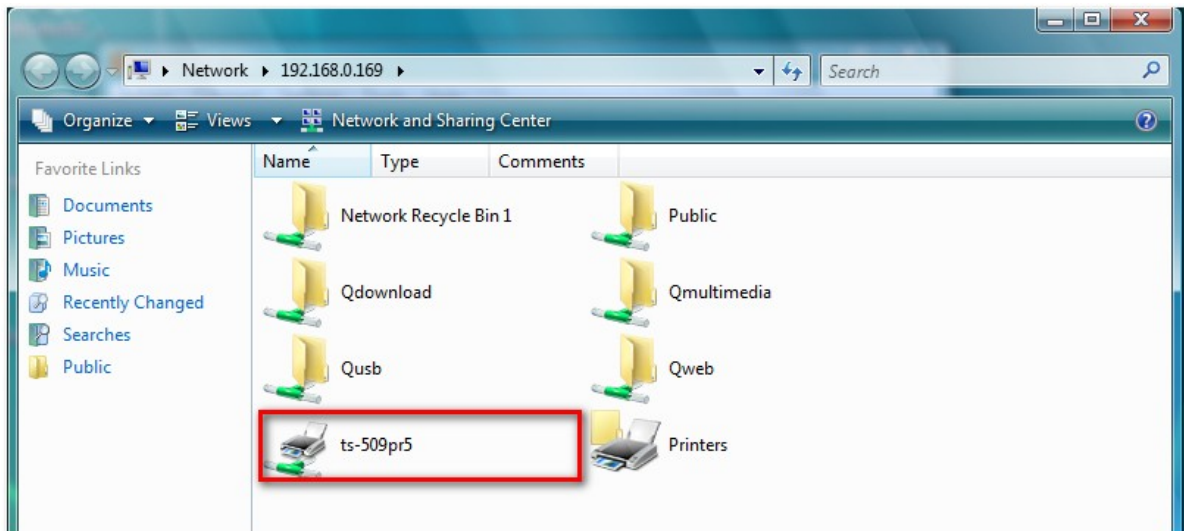 Network 192.168.0.169 Search
Organize Views Network and Sharing Center
Favorite Links
Documents
Pictures
Music
Recently Changed
Searches
Public
Name Type Comments
Network Recycle Bin 1 Public
Qdownload Qmultimedia
Qusb Qweb
ts-509pr5 Printers